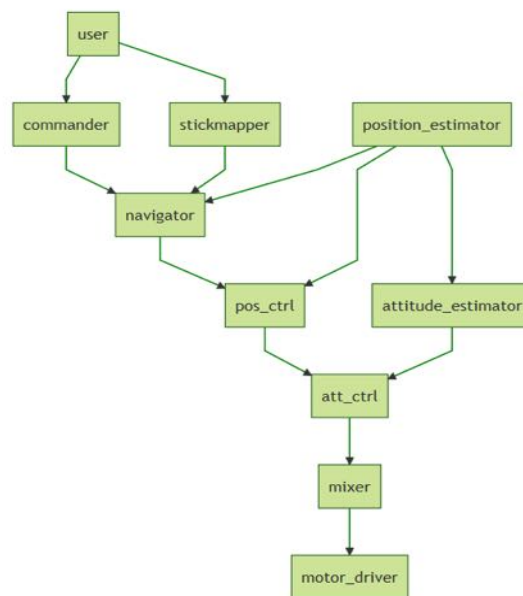 user
commander
stickmapper
position_estimator
navigator
pos_ctrl
attitude_estimator
att_ctrl
mixer
motor_driver